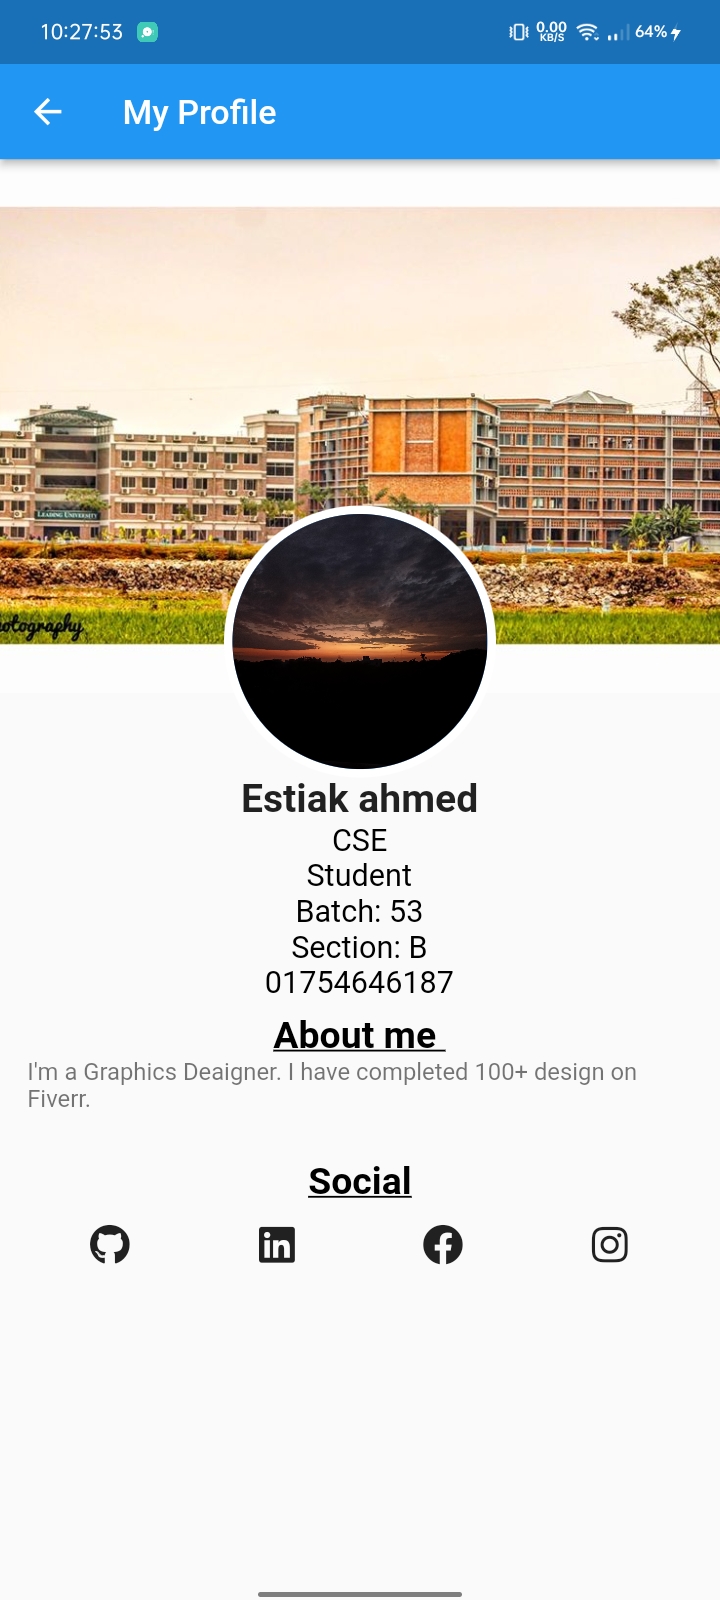 10:27:53
0.00 KB/S
64%
My Profile
LEADING UNIVERSITY
otography
Estiak ahmed
CSE
Student
Batch: 53
Section: B
01754646187
About me
I'm a Graphics Deaigner. I have completed 100+ design on
Fiverr.
Social